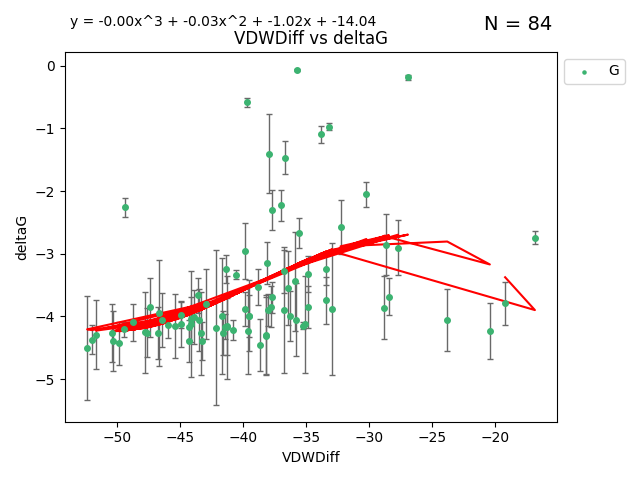 y = -0.00x^3 + -0.03x^2 + -1.02x + -14.04
N = 84
VDWDiff vs deltaG
G
deltaG
0
−1
−2
−3
−4
−5
−50 −45 −40 −35 −30 −25 −20
VDWDiff